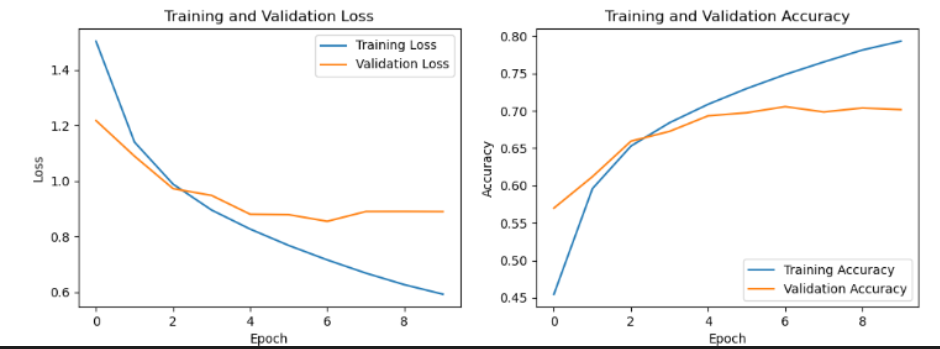 Training and Validation Loss
Training Loss
Validation Loss
1.4
1.2
1.0
0.8
0.6
Loss
0 2 4 6 8
Epoch
Training and Validation Accuracy
0.80
0.75
0.70
0.65
0.60
0.55
0.50
0.45
Accuracy
Training Accuracy
Validation Accuracy
0 2 4 6 8
Epoch